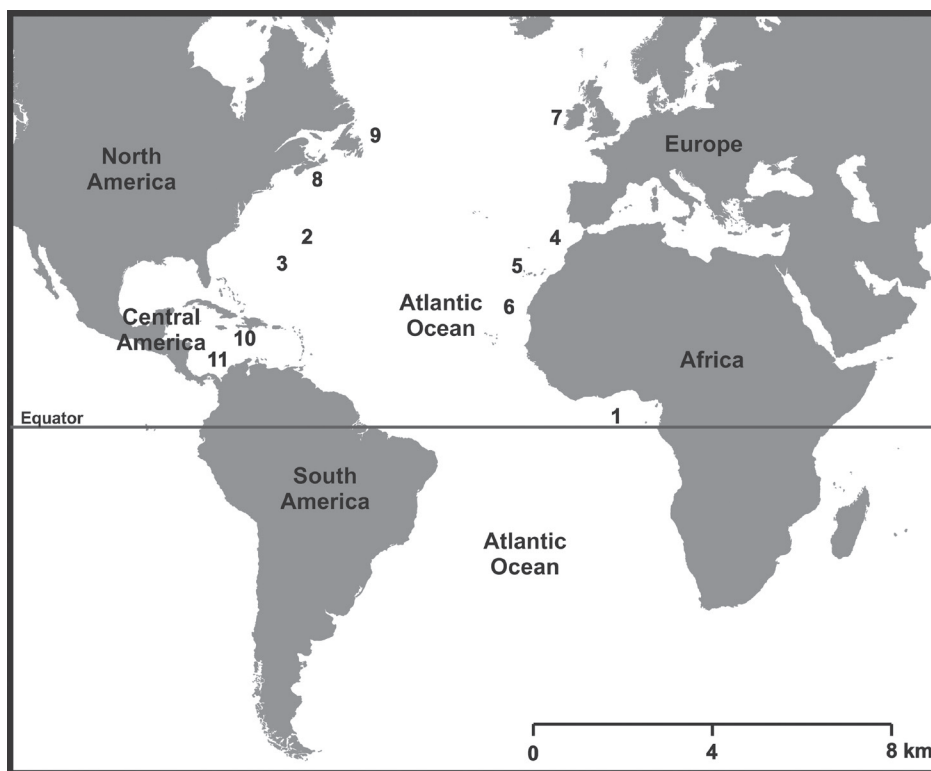 7
9
North
America
Europe
8
2
4
3
5
6
Atlantic
Ocean
Central
America
10
11
Africa
1
Equator
South
America
Atlantic
Ocean
0
4
8 km